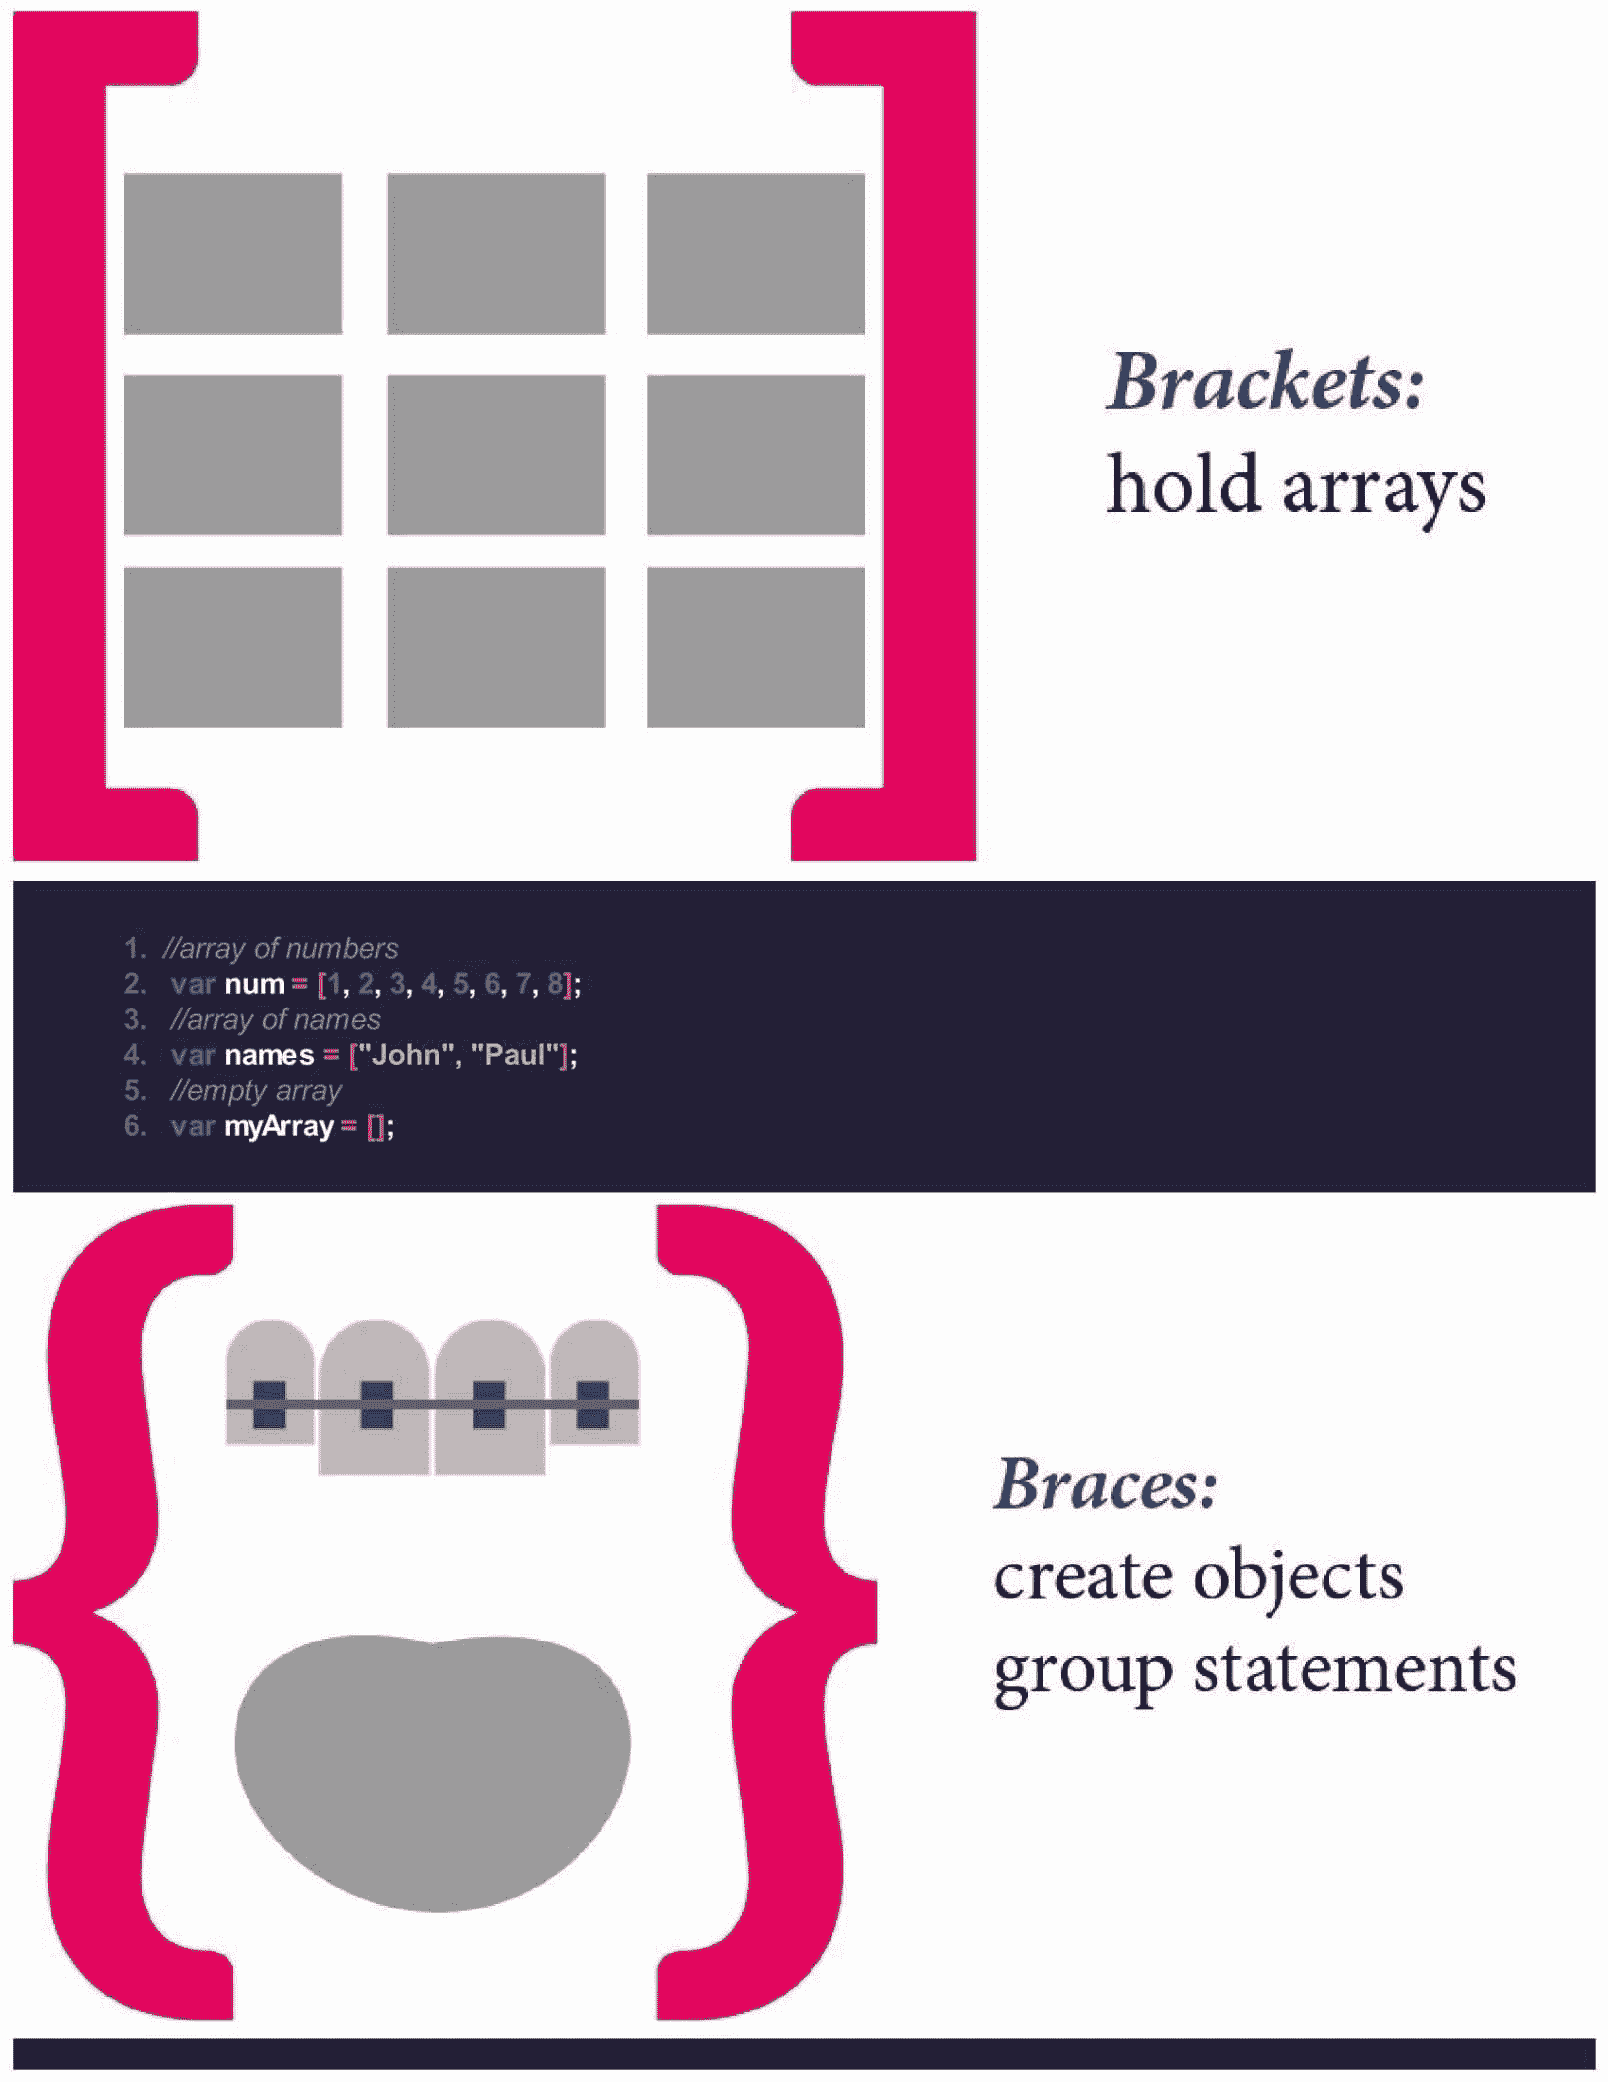 Brackets:
hold arrays
1. //array of numbers
2. var num = [1, 2, 3, 4, 5, 6, 7, 8];
3. //array of names
4. var names = ["John", "Paul"];
5. //empty array
6. var myArray = [];
Braces:
create objects
group statements